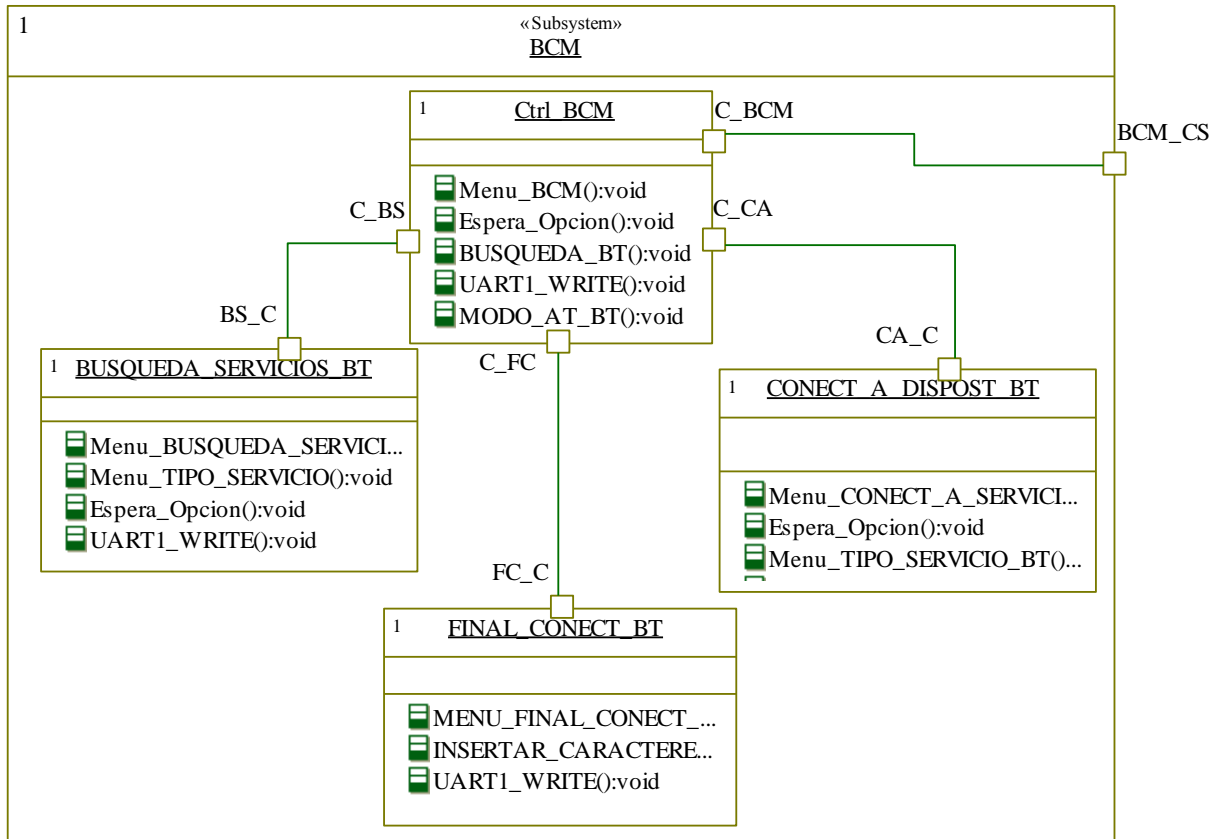 1
«Subsystem»
BCM
1
Ctrl_BCM
C_BCM
BCM_CS
Menu_BCM():void
Espera_Opcion():void
BUSQUEDA_BT():void
UART1_WRITE():void
MODO_AT_BT():void
C_BS
C_CA
BS_C
C_FC
CA_C
1
BUSQUEDA_SERVICIOS_BT
Menu_BUSQUEDA_SERVICI...
Menu_TIPO_SERVICIO():void
Espera_Opcion():void
UART1_WRITE():void
1
CONECT_A_DISPOST_BT
Menu_CONECT_A_SERVICI...
Espera_Opcion():void
Menu_TIPO_SERVICIO_BT()...
FC_C
1
FINAL_CONECT_BT
MENU_FINAL_CONECT_...
INSERTAR_CARACTERE...
UART1_WRITE():void